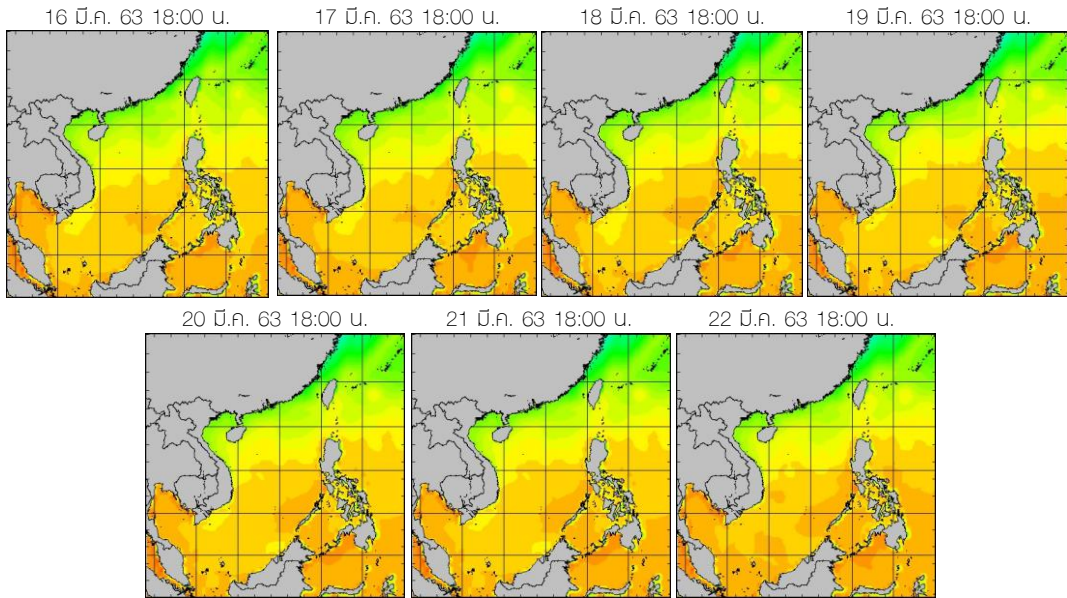 16 มี.ค. 63 18:00 น.
17 มี.ค. 63 18:00 น.
18 มี.ค. 63 18:00 น.
19 มี.ค. 63 18:00 น.
20 มี.ค. 63 18:00 น.
21 มี.ค. 63 18:00 น.
22 มี.ค. 63 18:00 น.